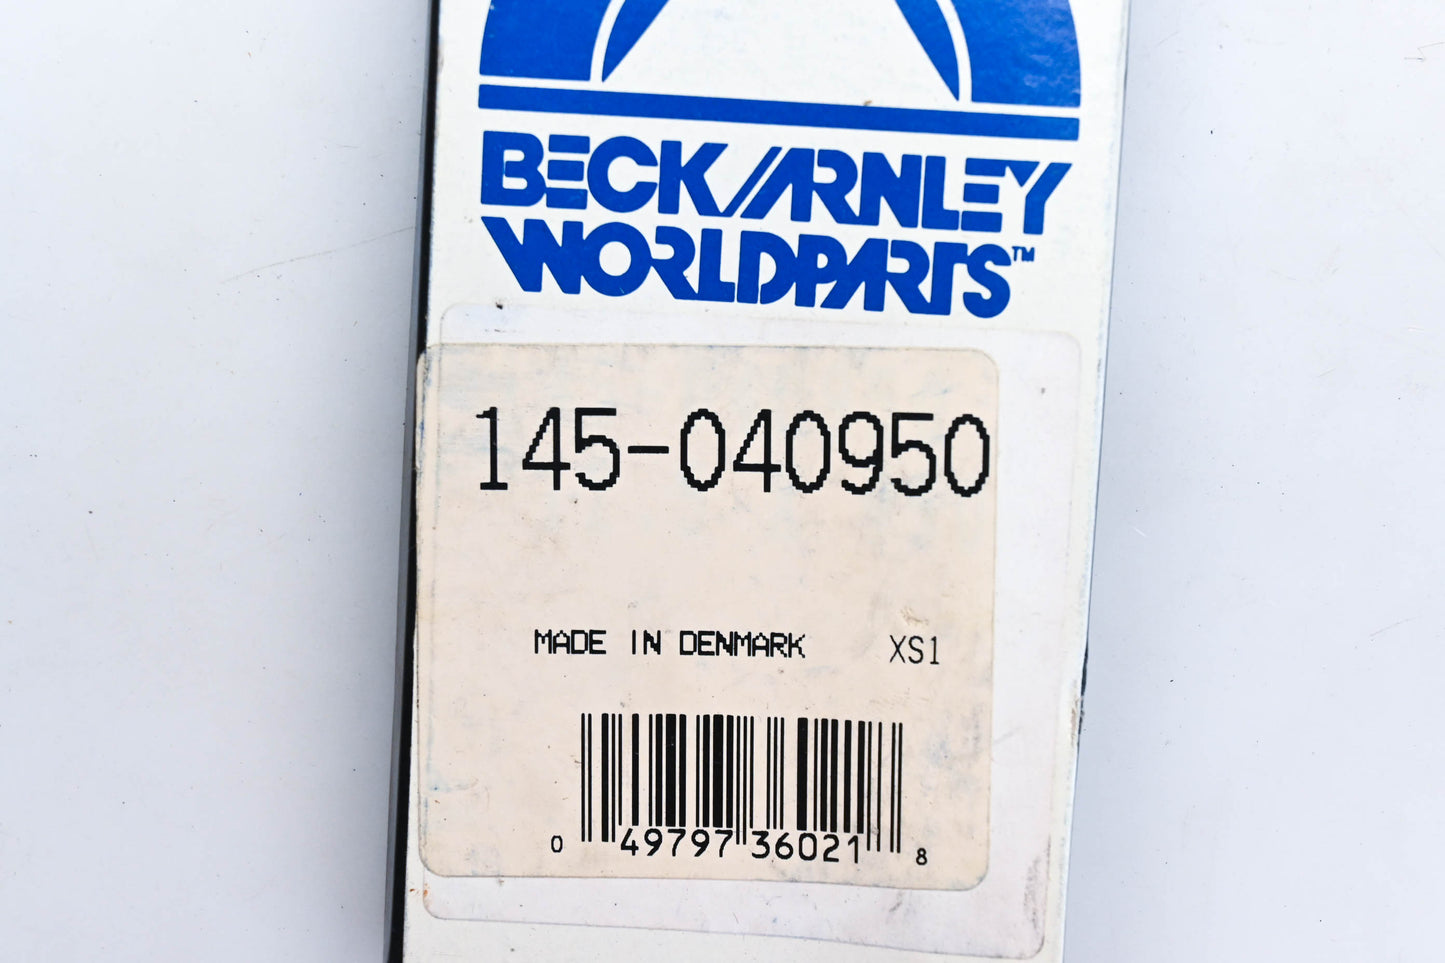 BECK/ARNLEY
WORLDPARTS™
145-040950
MADE IN DENMARK XS1
0 49797 36021 8